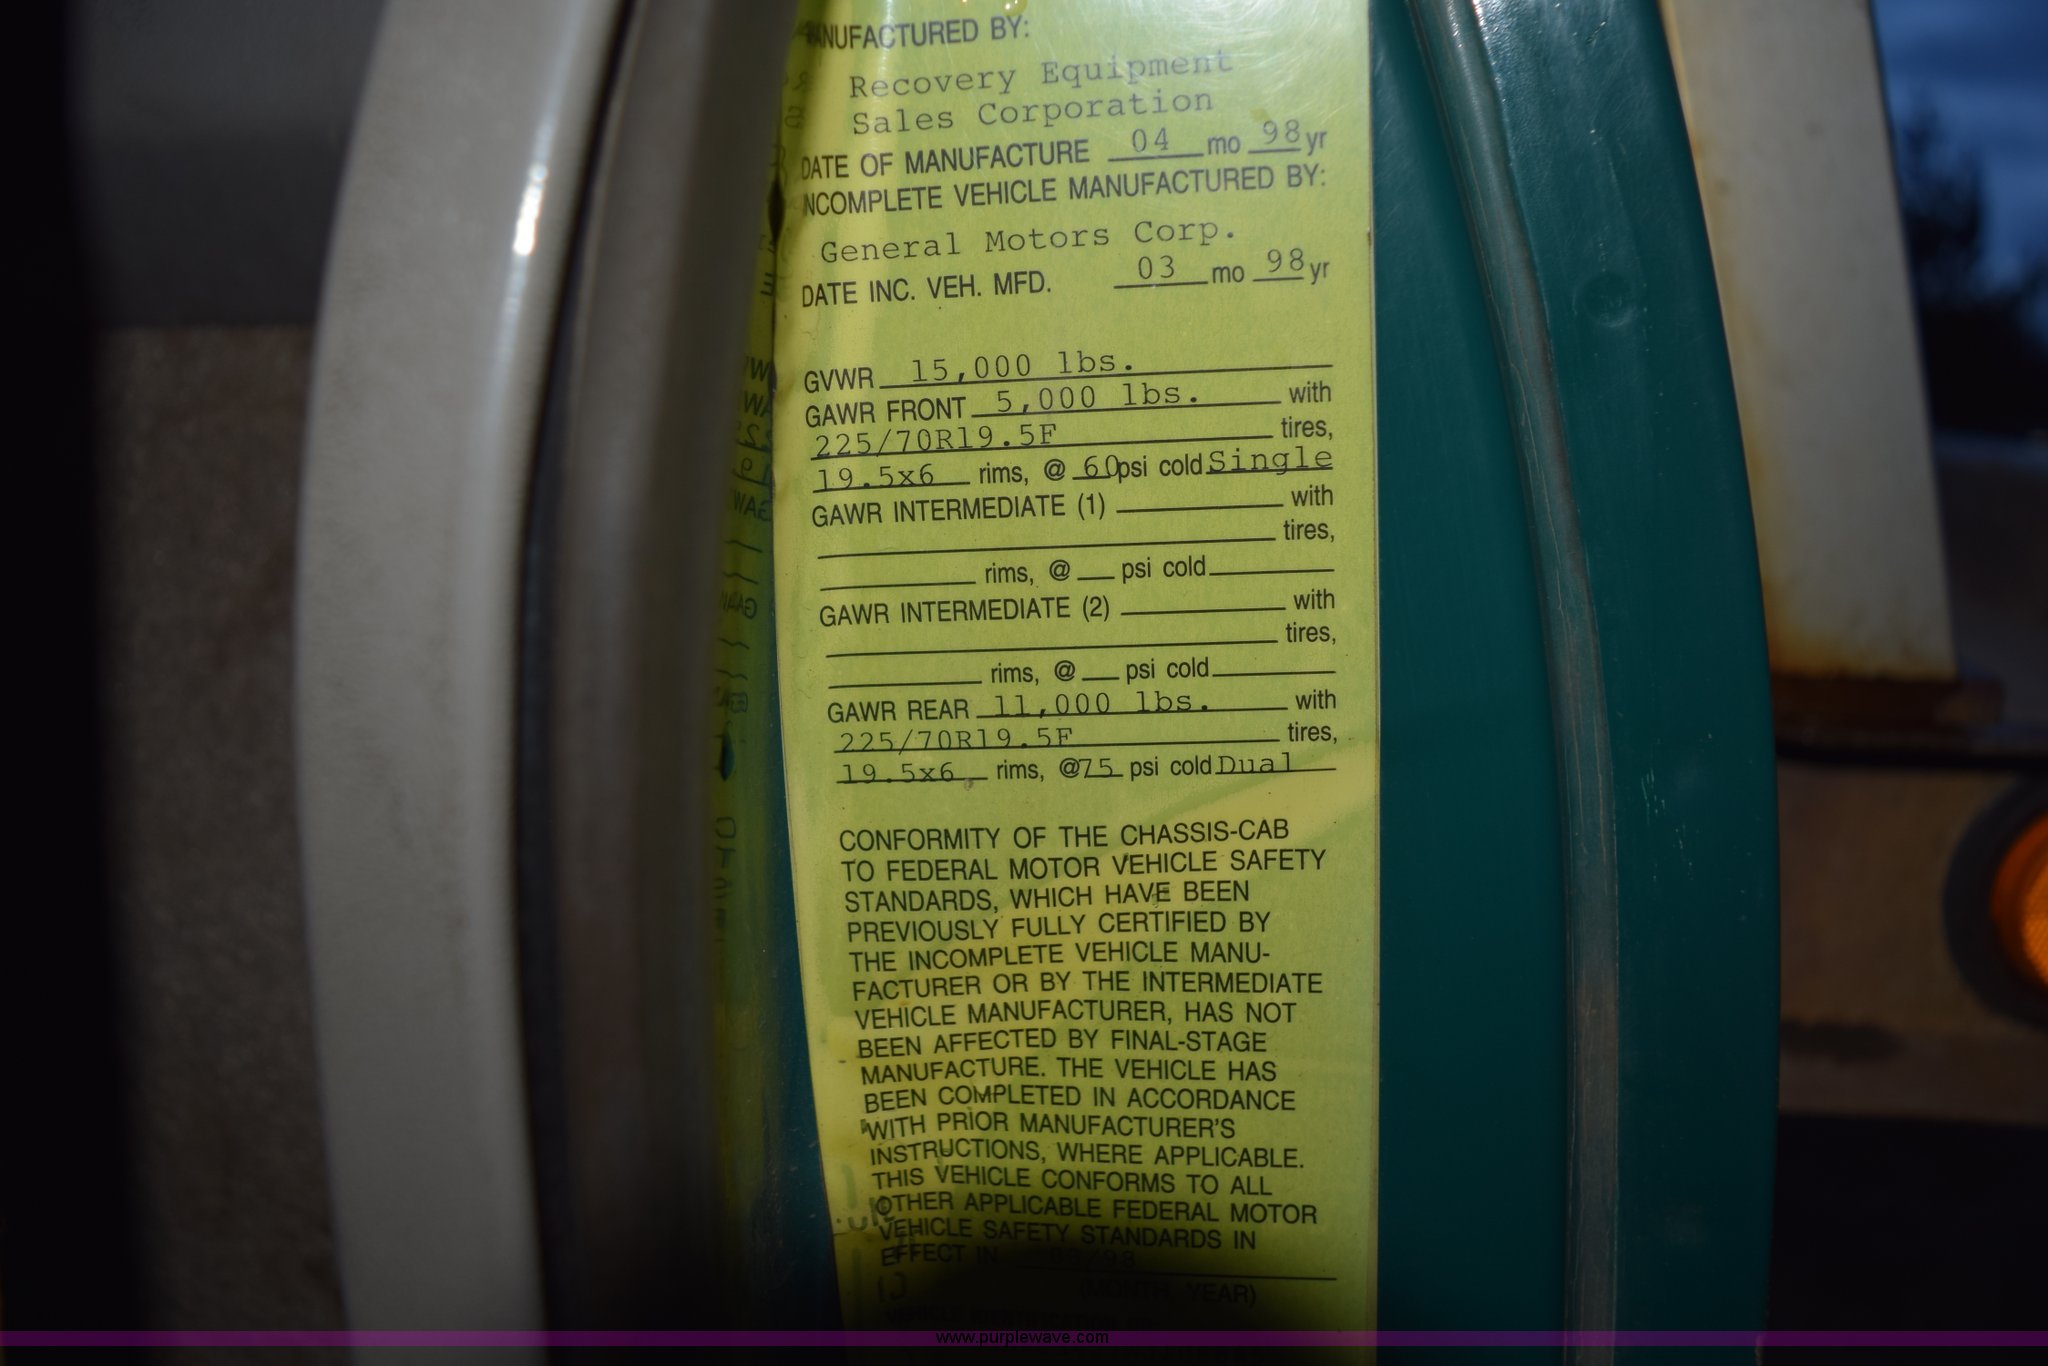 MANUFACTURED BY:
Recovery Equipment
Sales Corporation
DATE OF MANUFACTURE 04 mo 98 yr
INCOMPLETE VEHICLE MANUFACTURED BY:
General Motors Corp.
DATE INC. VEH. MFD. 03 mo 98 yr
GVWR 15,000 lbs.
GAWR FRONT 5,000 lbs. with
225/70R19.5F tires,
19.5x6 rims, @ 60 psi cold Single
GAWR INTERMEDIATE (1) with
tires,
rims, @ psi cold
GAWR INTERMEDIATE (2) with
tires,
rims, @ psi cold
GAWR REAR 11,000 lbs. with
225/70R19.5F tires,
19.5x6 rims, @75 psi cold Dual
CONFORMITY OF THE CHASSIS-CAB
TO FEDERAL MOTOR VEHICLE SAFETY
STANDARDS, WHICH HAVE BEEN
PREVIOUSLY FULLY CERTIFIED BY
THE INCOMPLETE VEHICLE MANU-
FACTURER OR BY THE INTERMEDIATE
VEHICLE MANUFACTURER, HAS NOT
BEEN AFFECTED BY FINAL-STAGE
MANUFACTURE. THE VEHICLE HAS
BEEN COMPLETED IN ACCORDANCE
WITH PRIOR MANUFACTURER'S
INSTRUCTIONS, WHERE APPLICABLE.
THIS VEHICLE CONFORMS TO ALL
OTHER APPLICABLE FEDERAL MOTOR
VEHICLE SAFETY STANDARDS IN
EFFECT IN
(MONTH, YEAR)
VEHICLE IDENTIFICATION
www.purplewave.com